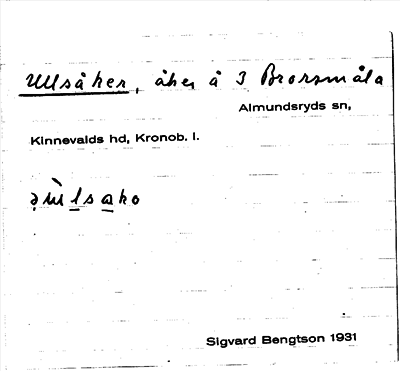 Ullsåker, åker å 3 Brorsmåla
Almundsryds sn,
Kinnevalds hd, Kronob. l.
Sigvard Bengtson 1931